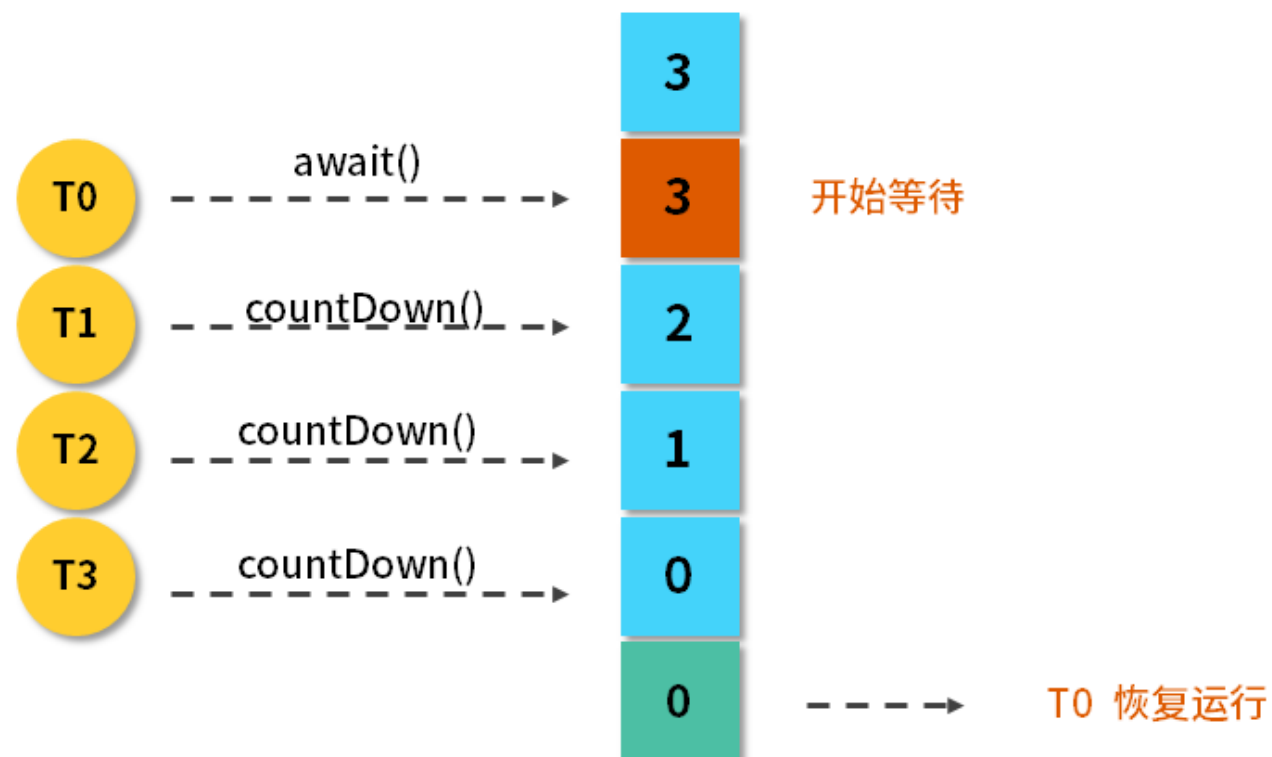 3
T0 await() 3 开始等待
T1 countDown() 2
T2 countDown() 1
T3 countDown() 0
0 T0 恢复运行